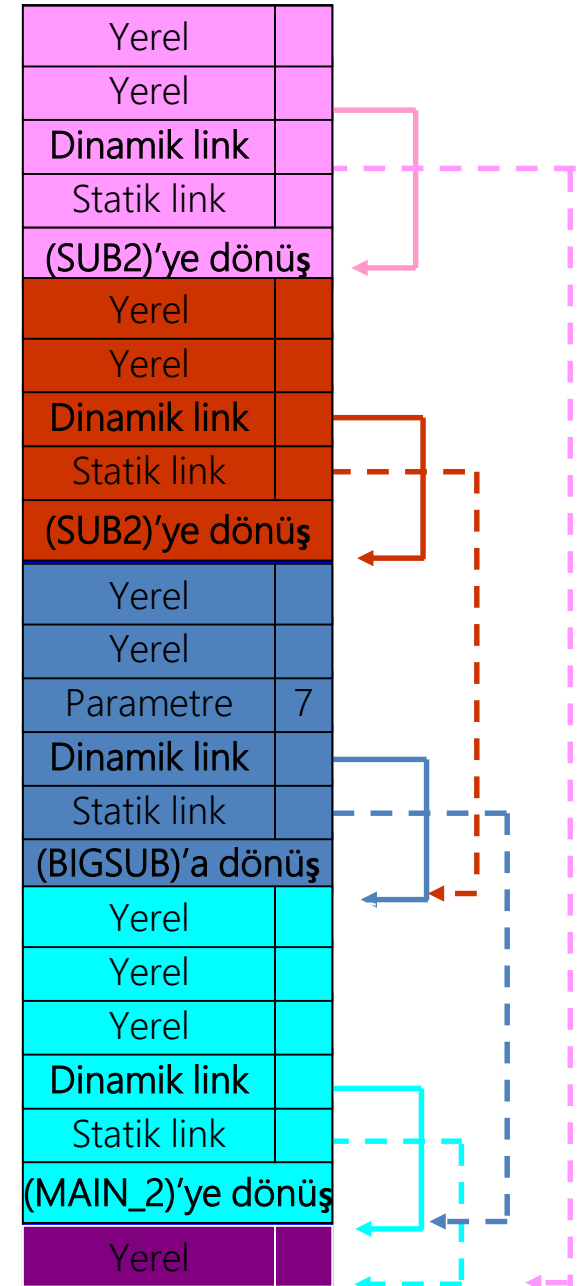 Yerel
Yerel
Dinamik link
Statik link
(SUB2)’ye dönüş
Yerel
Yerel
Dinamik link
Statik link
(SUB2)’ye dönüş
Yerel
Yerel
Parametre 7
Dinamik link
Statik link
(BIGSUB)’a dönüş
Yerel
Yerel
Yerel
Dinamik link
Statik link
(MAIN_2)’ye dönüş
Yerel